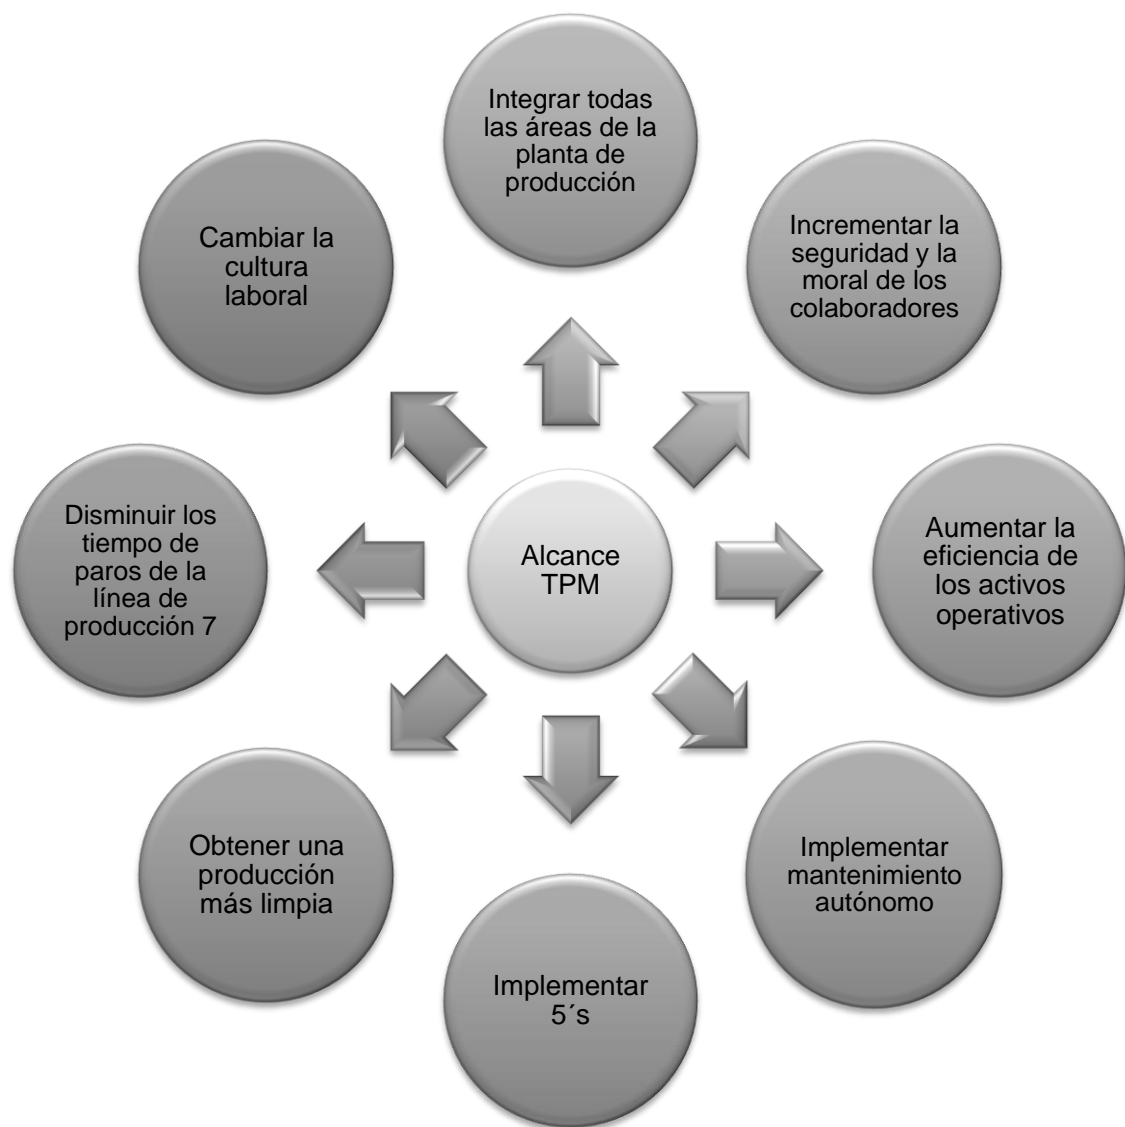 Integrar todas
las áreas de la
planta de
producción
Incrementar la
seguridad y la
moral de los
colaboradores
Aumentar la
eficiencia de
los activos
operativos
Implementar
mantenimiento
autónomo
Implementar
5´s
Obtener una
producción
más limpia
Disminuir los
tiempo de
paros de la
línea de
producción 7
Cambiar la
cultura
laboral
Alcance
TPM